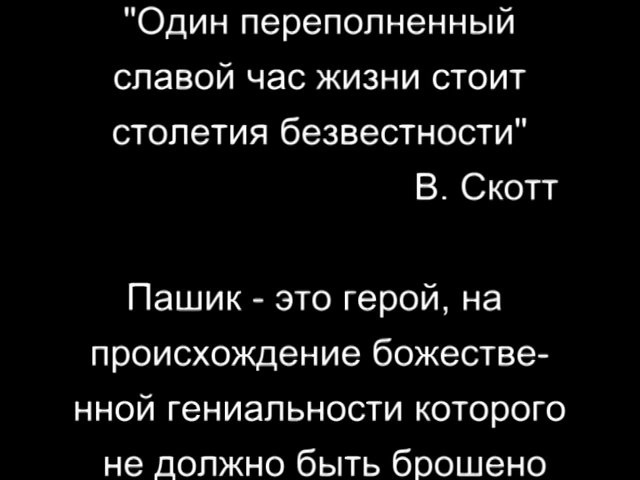 "Один переполненный
славой час жизни стоит
столетия безвестности"
В. Скотт
Пашик - это герой, на
происхождение божестве-
нной гениальности которого
не должно быть брошено